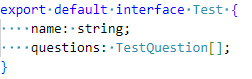 export default interface Test {
    name: string;
    questions: TestQuestion[];
}